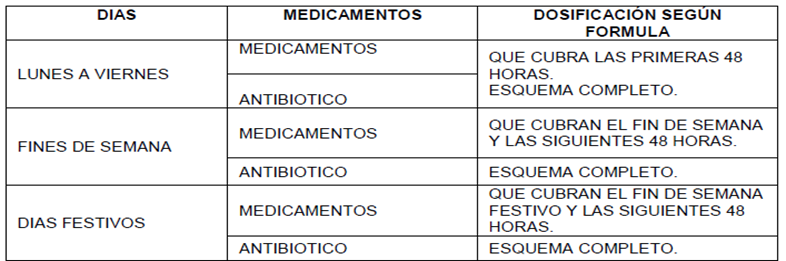 DIAS MEDICAMENTOS DOSIFICACIÓN SEGÚN
FORMULA
LUNES A VIERNES
MEDICAMENTOS
ANTIBIOTICO
QUE CUBRA LAS PRIMERAS 48
HORAS.
ESQUEMA COMPLETO.
FINES DE SEMANA
MEDICAMENTOS
QUE CUBRAN EL FIN DE SEMANA
Y LAS SIGUIENTES 48 HORAS.
ANTIBIOTICO
ESQUEMA COMPLETO.
DIAS FESTIVOS
MEDICAMENTOS
QUE CUBRAN EL FIN DE SEMANA
FESTIVO Y LAS SIGUIENTES 48
HORAS.
ANTIBIOTICO
ESQUEMA COMPLETO.